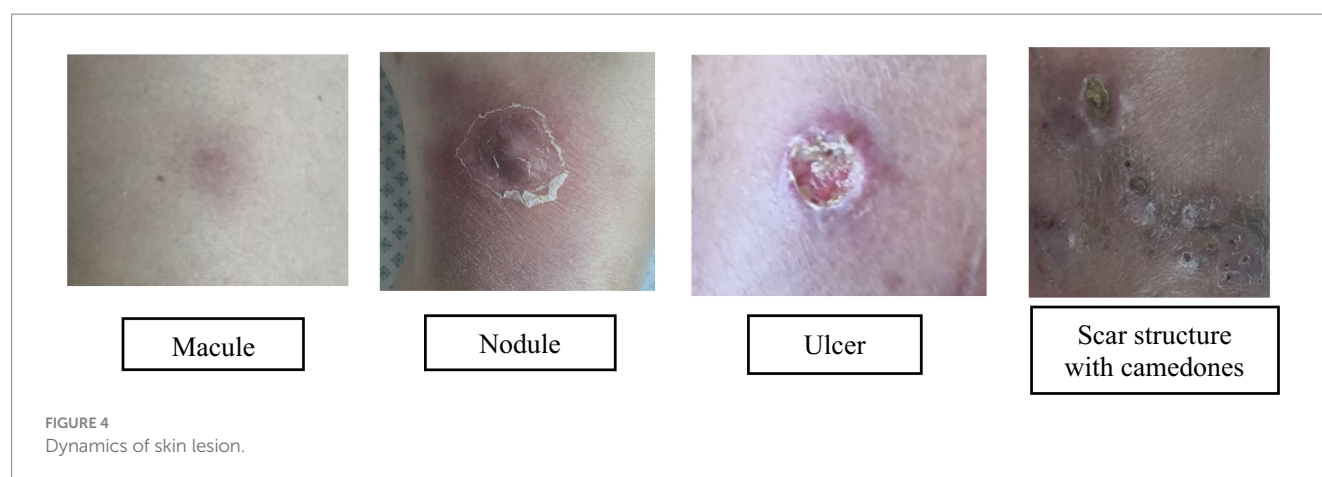 Macule
Nodule
Ulcer
Scar structure
with camedones
FIGURE 4
Dynamics of skin lesion.